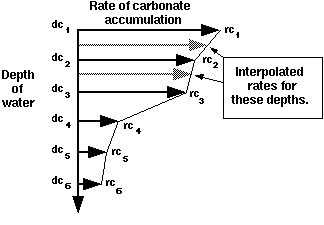 Rate of carbonate
accumulation
dc1 rc1
dc2 rc2
Depth of
water
Interpolated
rates for
these depths.
dc3 rc3
dc4 rc4
dc5 rc5
dc6 rc6